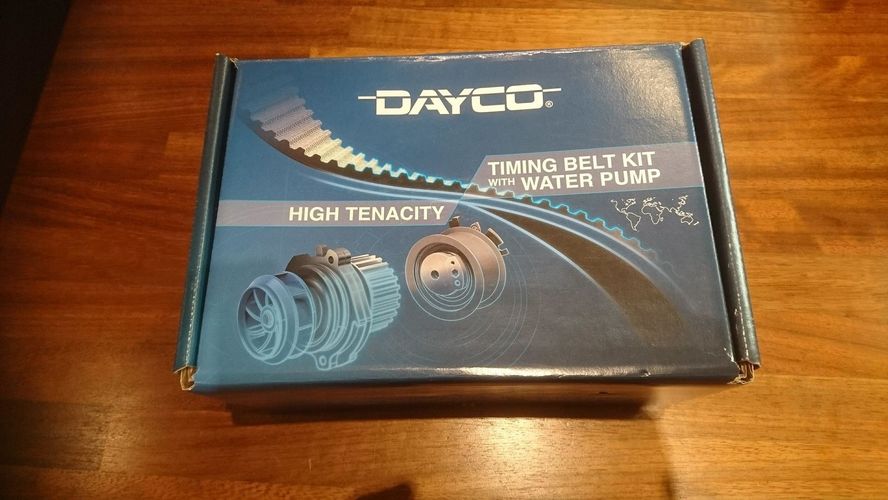 DAYCO®
TIMING BELT KIT
WITH WATER PUMP
HIGH TENACITY